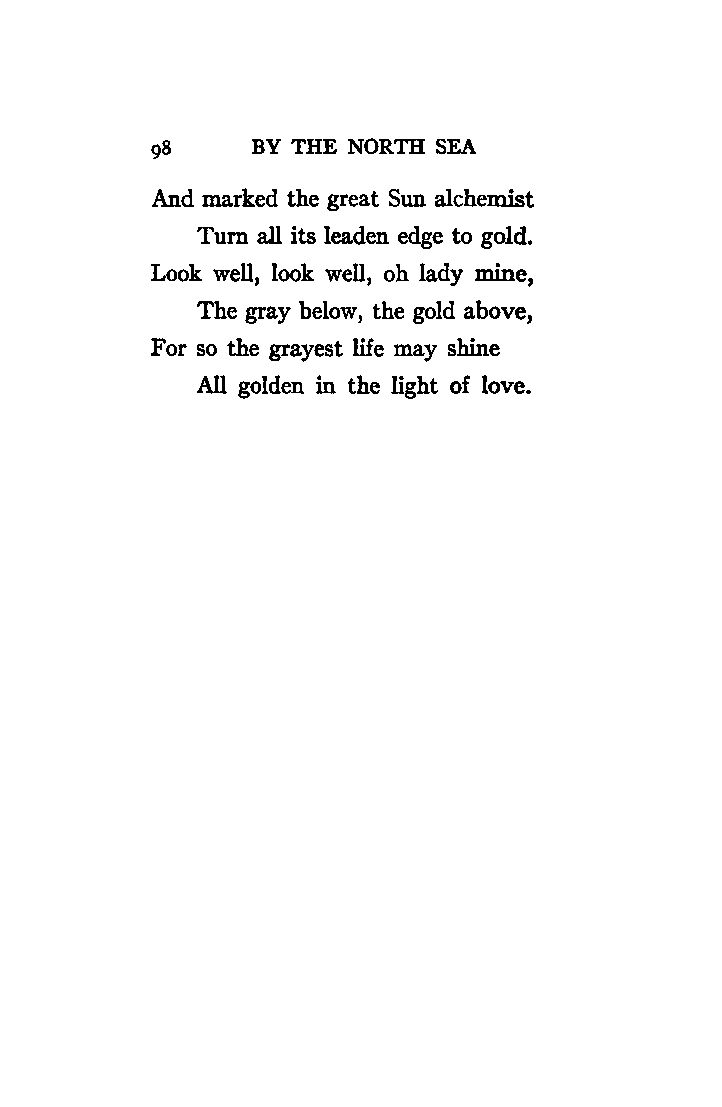 98 BY THE NORTH SEA
And marked the great Sun alchemist
Turn all its leaden edge to gold.
Look well, look well, oh lady mine,
The gray below, the gold above,
For so the grayest life may shine
All golden in the light of love.